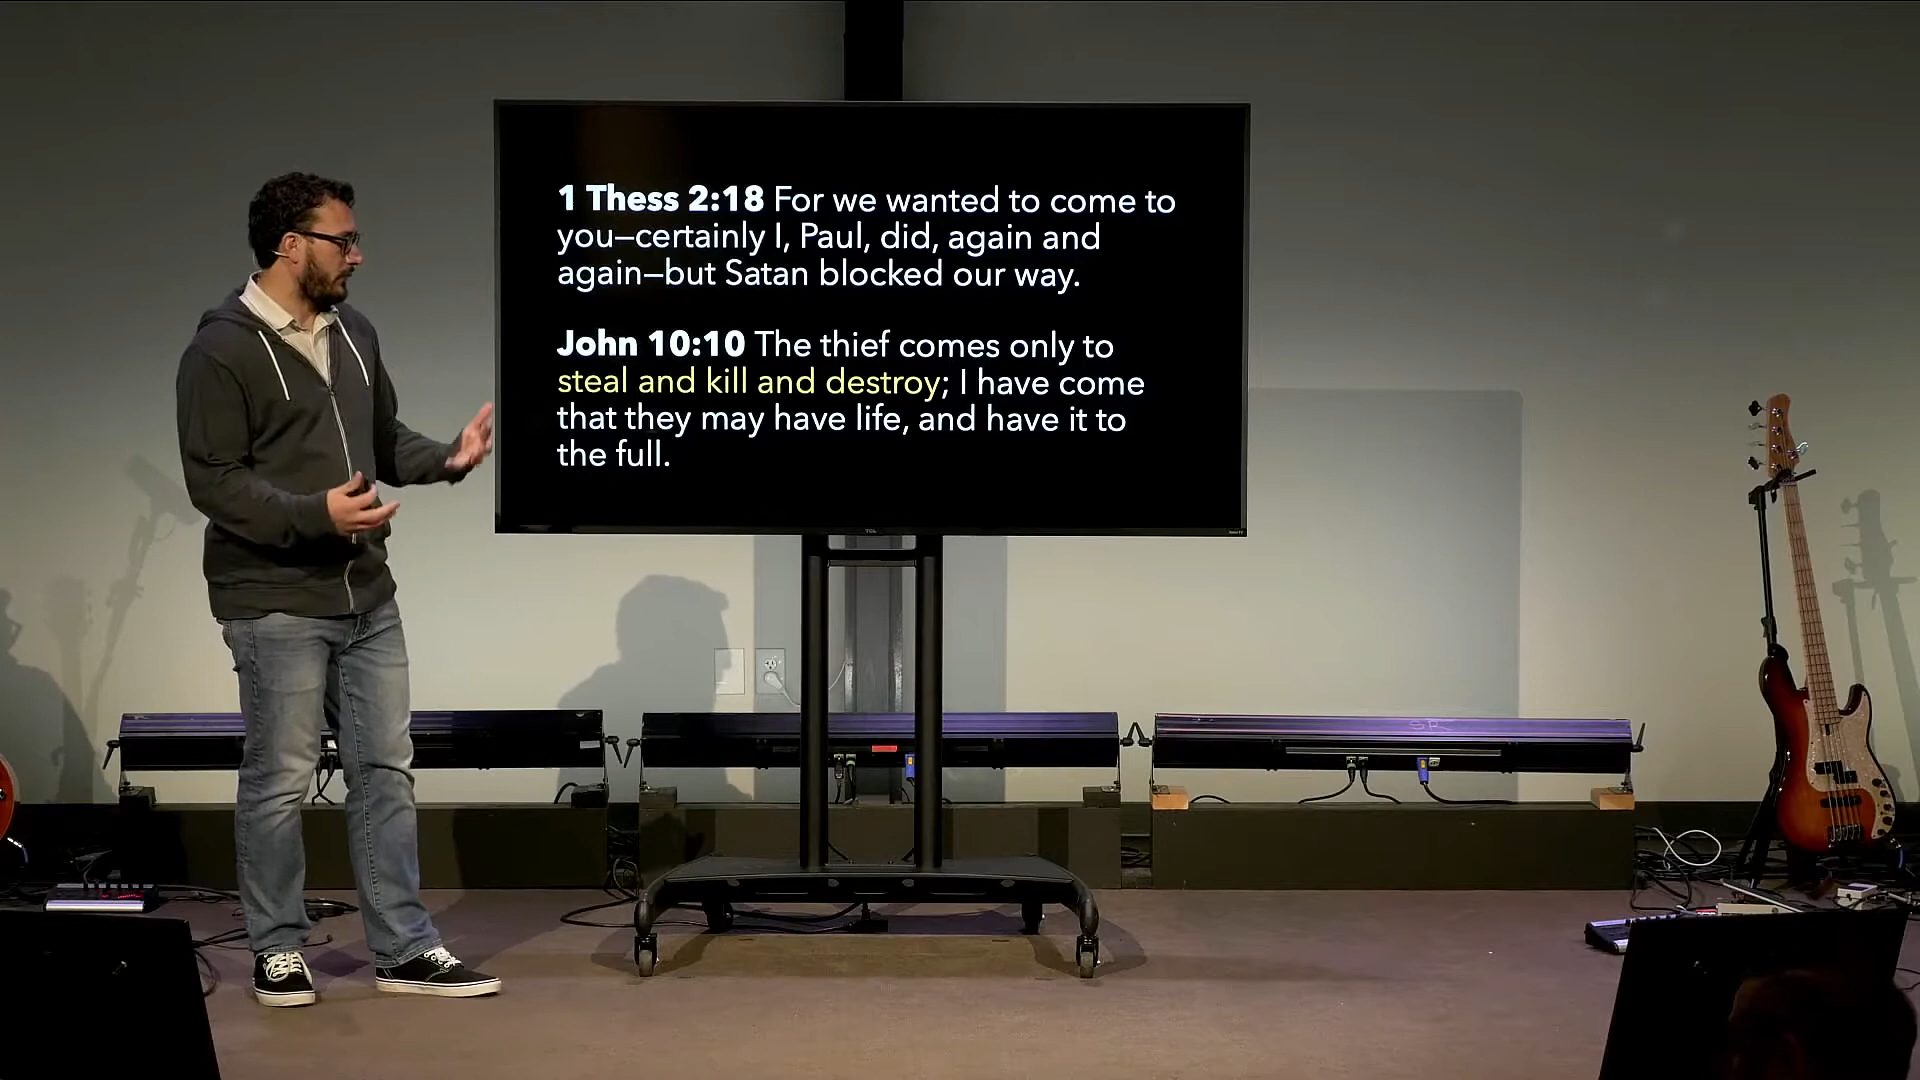 1 Thess 2:18 For we wanted to come to
you—certainly I, Paul, did, again and
again—but Satan blocked our way.
John 10:10 The thief comes only to
steal and kill and destroy; I have come
that they may have life, and have it to
the full.
TCL
SR